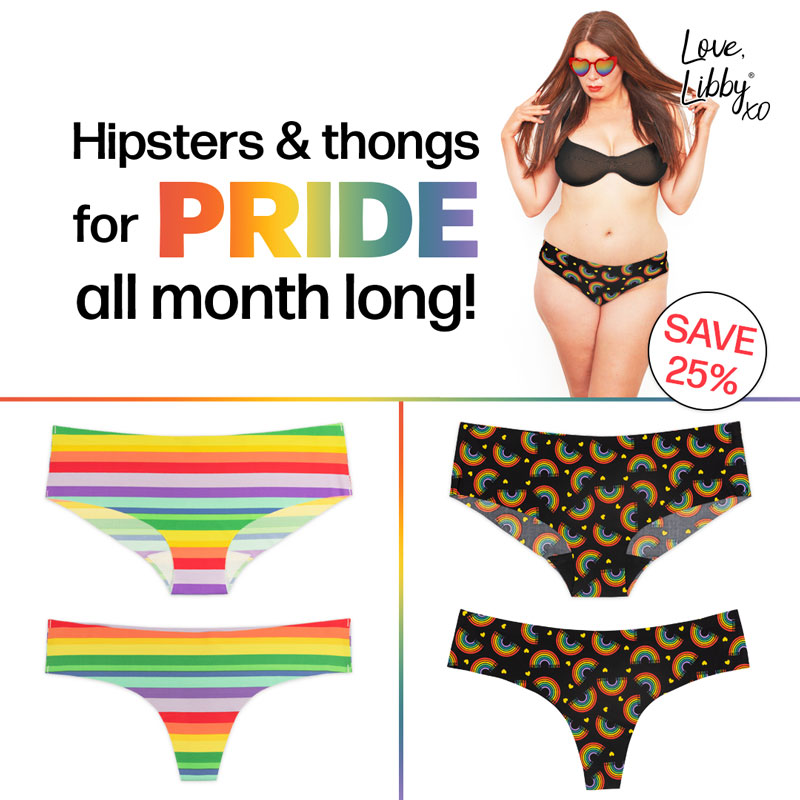 Love,
Libby®
XO
Hipsters & thongs
for PRIDE
all month long!
SAVE
25%